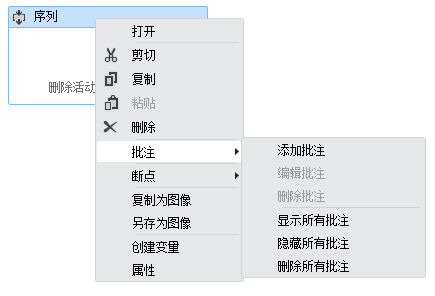 序列
删除活动
打开
剪切
复制
粘贴
删除
批注
断点
复制为图像
另存为图像
创建变量
属性
添加批注
编辑批注
删除批注
显示所有批注
隐藏所有批注
删除所有批注